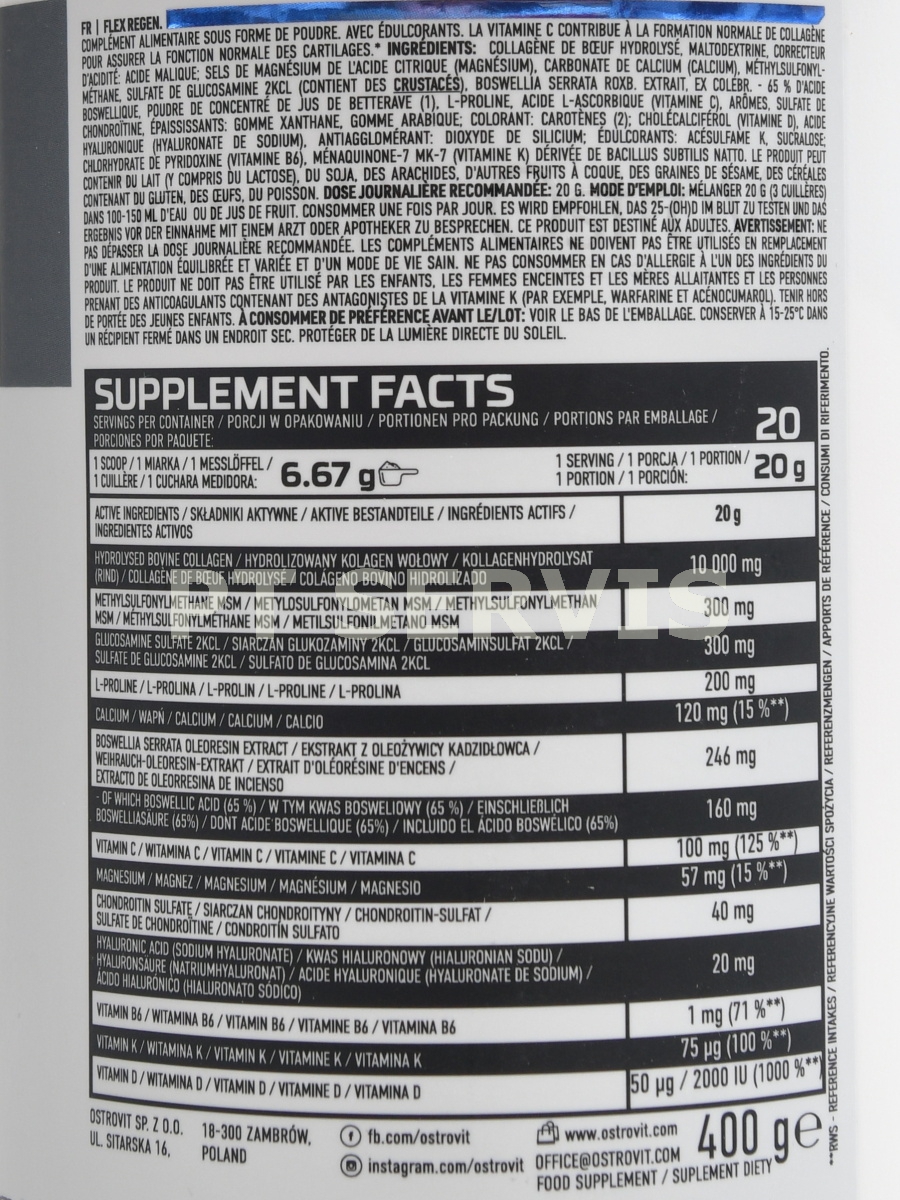 FR | FLEX REGEN.
COMPLÉMENT ALIMENTAIRE SOUS FORME DE POUDRE. AVEC ÉDULCORANTS. LA VITAMINE C CONTRIBUE À LA FORMATION NORMALE DE COLLAGÈNE
POUR ASSURER LA FONCTION NORMALE DES CARTILAGES.* INGRÉDIENTS: COLLAGÈNE DE BŒUF HYDROLYSÉ, MALTODEXTRINE, CORRECTEUR
D'ACIDITÉ: ACIDE MALIQUE; SELS DE MAGNÉSIUM DE L'ACIDE CITRIQUE (MAGNÉSIUM), CARBONATE DE CALCIUM (CALCIUM), MÉTHYLSULFONYL-
MÉTHANE, SULFATE DE GLUCOSAMINE 2KCL (CONTIENT DES CRUSTACÉS), BOSWELLIA SERRATA ROXB. EXTRAIT, EX COLEBR. - 65 % D'ACIDE
BOSWELLIQUE, POUDRE DE CONCENTRÉ DE JUS DE BETTERAVE (1), L-PROLINE, ACIDE L-ASCORBIQUE (VITAMINE C), ARÔMES, SULFATE DE
CHONDROÏTINE, ÉPAISSISSANTS: GOMME XANTHANE, GOMME ARABIQUE; COLORANT: CAROTÈNES (2); CHOLÉCALCIFÉROL (VITAMINE D), ACIDE
HYALURONIQUE (HYALURONATE DE SODIUM), ANTIAGGLOMÉRANT: DIOXYDE DE SILICIUM; ÉDULCORANTS: ACÉSULFAME K, SUCRALOSE;
CHLORHYDRATE DE PYRIDOXINE (VITAMINE B6), MÉNAQUINONE-7 MK-7 (VITAMINE K) DÉRIVÉE DE BACILLUS SUBTILIS NATTO. LE PRODUIT PEUT
CONTENIR DU LAIT (Y COMPRIS DU LACTOSE), DU SOJA, DES ARACHIDES, D'AUTRES FRUITS À COQUE, DES GRAINES DE SÉSAME, DES CÉRÉALES
CONTENANT DU GLUTEN, DES ŒUFS, DU POISSON. DOSE JOURNALIÈRE RECOMMANDÉE: 20 G. MODE D'EMPLOI: MÉLANGER 20 G (3 CUILLÈRES)
DANS 100-150 ML D'EAU OU DE JUS DE FRUIT. CONSOMMER UNE FOIS PAR JOUR. ES WIRD EMPFOHLEN, DAS 25-(OH)D IM BLUT ZU TESTEN UND DAS
ERGEBNIS VOR DER EINNAHME MIT EINEM ARZT ODER APOTHEKER ZU BESPRECHEN. CE PRODUIT EST DESTINÉ AUX ADULTES. AVERTISSEMENT: NE
PAS DÉPASSER LA DOSE JOURNALIÈRE RECOMMANDÉE. LES COMPLÉMENTS ALIMENTAIRES NE DOIVENT PAS ÊTRE UTILISÉS EN REMPLACEMENT
D'UNE ALIMENTATION ÉQUILIBRÉE ET VARIÉE ET D'UN MODE DE VIE SAIN. NE PAS CONSOMMER EN CAS D'ALLERGIE À L'UN DES INGRÉDIENTS DU
PRODUIT. LE PRODUIT NE DOIT PAS ÊTRE UTILISÉ PAR LES ENFANTS, LES FEMMES ENCEINTES ET LES MÈRES ALLAITANTES ET LES PERSONNES
PRENANT DES ANTICOAGULANTS CONTENANT DES ANTAGONISTES DE LA VITAMINE K (PAR EXEMPLE, WARFARINE ET ACÉNOCUMAROL). TENIR HORS
DE PORTÉE DES JEUNES ENFANTS. À CONSOMMER DE PRÉFÉRENCE AVANT LE/LOT: VOIR LE BAS DE L'EMBALLAGE. CONSERVER À 15-25°C DANS
UN RÉCIPIENT FERMÉ DANS UN ENDROIT SEC. PROTÉGER DE LA LUMIÈRE DIRECTE DU SOLEIL.
SUPPLEMENT FACTS
SERVINGS PER CONTAINER / PORCJI W OPAKOWANIU / PORTIONEN PRO PACKUNG / PORTIONS PAR EMBALLAGE /
PORCIONES POR PAQUETE: 20
1 SCOOP / 1 MIARKA / 1 MESSLÖFFEL /
1 CUILLÈRE / 1 CUCHARA MEDIDORA: 6.67 g
1 SERVING / 1 PORCJA / 1 PORTION /
1 PORTION / 1 PORCIÓN: 20 g
ACTIVE INGREDIENTS / SKŁADNIKI AKTYWNE / AKTIVE BESTANDTEILE / INGRÉDIENTS ACTIFS /
INGREDIENTES ACTIVOS 20 g
HYDROLYSED BOVINE COLLAGEN / HYDROLIZOWANY KOLAGEN WOŁOWY / KOLLAGENHYDROLYSAT
(RIND) / COLLAGÈNE DE BŒUF HYDROLYSÉ / COLÁGENO BOVINO HIDROLIZADO 10 000 mg
METHYLSULFONYLMETHANE MSM / METYLOSULFONYLOMETAN MSM / METHYLSULFONYLMETHAN
MSM / MÉTHYLSULFONYLMÉTHANE MSM / METILSULFONILMETANO MSM 300 mg
PT SERVIS
GLUCOSAMINE SULFATE 2KCL / SIARCZAN GLUKOZAMINY 2KCL / GLUCOSAMINSULFAT 2KCL /
SULFATE DE GLUCOSAMINE 2KCL / SULFATO DE GLUCOSAMINA 2KCL 300 mg
L-PROLINE / L-PROLINA / L-PROLIN / L-PROLINE / L-PROLINA 200 mg
CALCIUM / WAPŃ / CALCIUM / CALCIUM / CALCIO 120 mg (15 %**)
BOSWELLIA SERRATA OLEORESIN EXTRACT / EKSTRAKT Z OLEOŻYWICY KADZIDŁOWCA /
WEIHRAUCH-OLEORESIN-EXTRAKT / EXTRAIT D'OLÉORÉSINE D'ENCENS /
EXTRACTO DE OLEORRESINA DE INCIENSO 246 mg
- OF WHICH BOSWELLIC ACID (65 %) / W TYM KWAS BOSWELIOWY (65 %) / EINSCHLIEẞLICH
BOSWELLIASÄURE (65%) / DONT ACIDE BOSWELLIQUE (65%) / INCLUIDO EL ÁCIDO BOSWÉLICO (65%) 160 mg
VITAMIN C / WITAMINA C / VITAMIN C / VITAMINE C / VITAMINA C 100 mg (125 %**)
MAGNESIUM / MAGNEZ / MAGNESIUM / MAGNÉSIUM / MAGNESIO 57 mg (15 %**)
CHONDROITIN SULFATE / SIARCZAN CHONDROITYNY / CHONDROITIN-SULFAT /
SULFATE DE CHONDROÏTINE / CONDROITÍN SULFATO 40 mg
HYALURONIC ACID (SODIUM HYALURONATE) / KWAS HIALURONOWY (HIALURONIAN SODU) /
HYALURONSÄURE (NATRIUMHYALURONAT) / ACIDE HYALURONIQUE (HYALURONATE DE SODIUM) /
ÁCIDO HIALURÓNICO (HIALURONATO SÓDICO) 20 mg
VITAMIN B6 / WITAMINA B6 / VITAMIN B6 / VITAMINE B6 / VITAMINA B6 1 mg (71 %**)
VITAMIN K / WITAMINA K / VITAMIN K / VITAMINE K / VITAMINA K 75 µg (100 %**)
VITAMIN D / WITAMINA D / VITAMIN D / VITAMINE D / VITAMINA D 50 µg / 2000 IU (1000 %**)
**RWS - REFERENCE INTAKES / REFERENCYJNE WARTOŚCI SPOŻYCIA / REFERENZMENGEN / APPORTS DE RÉFÉRENCE / CONSUMI DI RIFERIMENTO.
OSTROVIT SP. Z O.O.
UL. SITARSKA 16,
18-300 ZAMBRÓW,
POLAND
fb.com/ostrovit
instagram.com/ostrovit
www.ostrovit.com
OFFICE@OSTROVIT.COM
400 g e
FOOD SUPPLEMENT / SUPLEMENT DIETY